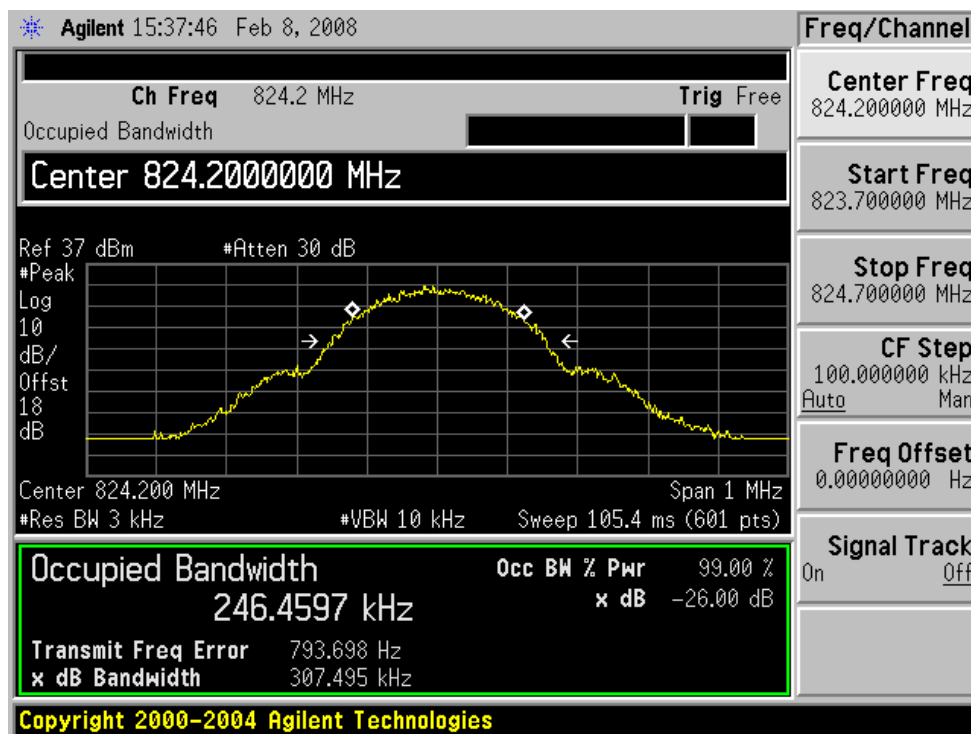 Agilent 15:37:46 Feb 8, 2008
Freq/Channel
Ch Freq 824.2 MHz Trig Free
Occupied Bandwidth
Center 824.2000000 MHz
Ref 37 dBm #Atten 30 dB
#Peak
Log
10
dB/
Offst
18
dB
Center 824.200 MHz Span 1 MHz
#Res BW 3 kHz #VBW 10 kHz Sweep 105.4 ms (601 pts)
Occupied Bandwidth
246.4597 kHz
Occ BW % Pwr 99.00 %
x dB -26.00 dB
Transmit Freq Error 793.698 Hz
x dB Bandwidth 307.495 kHz
Center Freq
824.200000 MHz
Start Freq
823.700000 MHz
Stop Freq
824.700000 MHz
CF Step
100.000000 kHz
Auto Man
Freq Offset
0.00000000 Hz
Signal Track
On Off
Copyright 2000-2004 Agilent Technologies